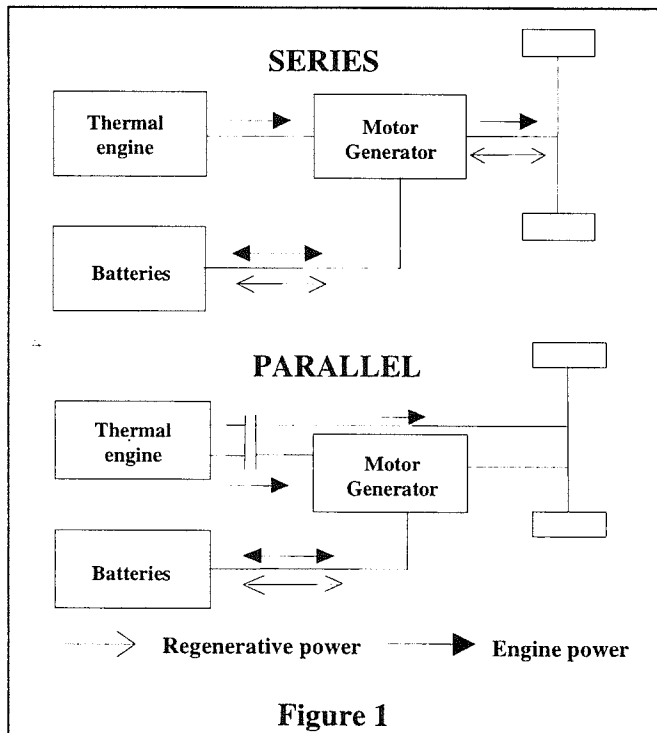 SERIES
Thermal
engine
Motor
Generator
Batteries
PARALLEL
Thermal
engine
Motor
Generator
Batteries
Regenerative power
Engine power
Figure 1